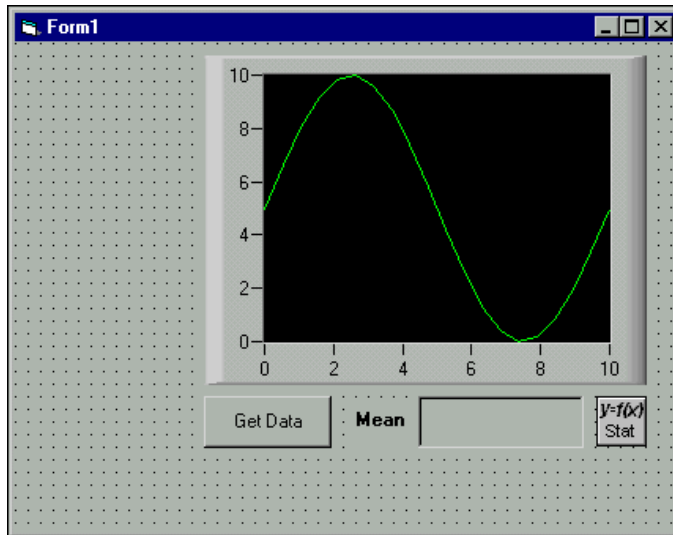 Form1
10
8
6
4
2
0
0 2 4 6 8 10
Get Data
Mean
y=f(x)
Stat